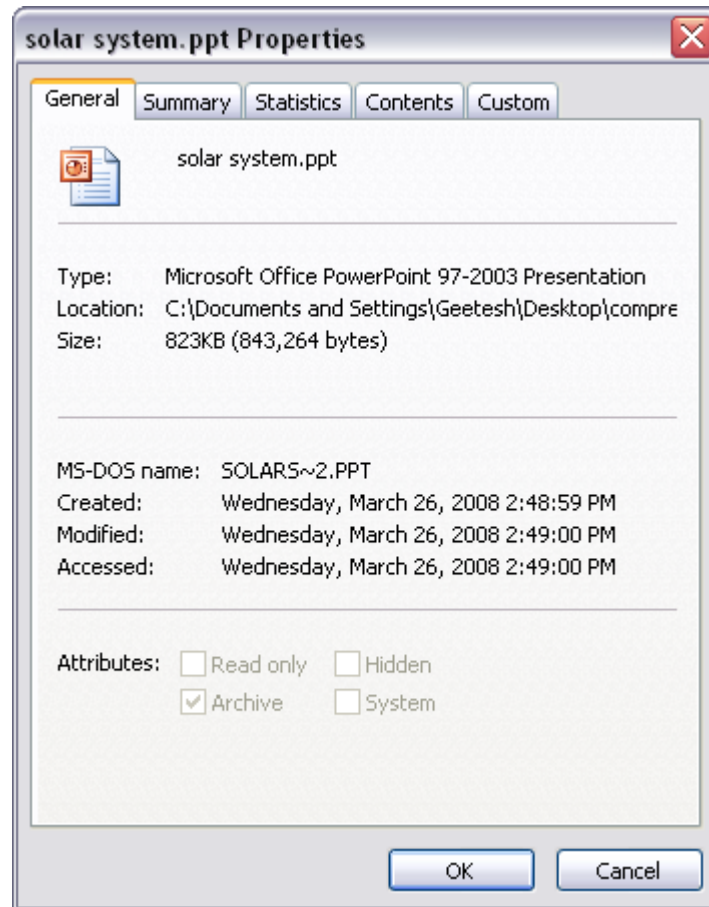 solar system.ppt Properties
General Summary Statistics Contents Custom
solar system.ppt
Type: Microsoft Office PowerPoint 97-2003 Presentation
Location: C:\Documents and Settings\Geetesh\Desktop\compre
Size: 823KB (843,264 bytes)
MS-DOS name: SOLARS~2.PPT
Created: Wednesday, March 26, 2008 2:48:59 PM
Modified: Wednesday, March 26, 2008 2:49:00 PM
Accessed: Wednesday, March 26, 2008 2:49:00 PM
Attributes: Read only Hidden
Archive System
OK Cancel